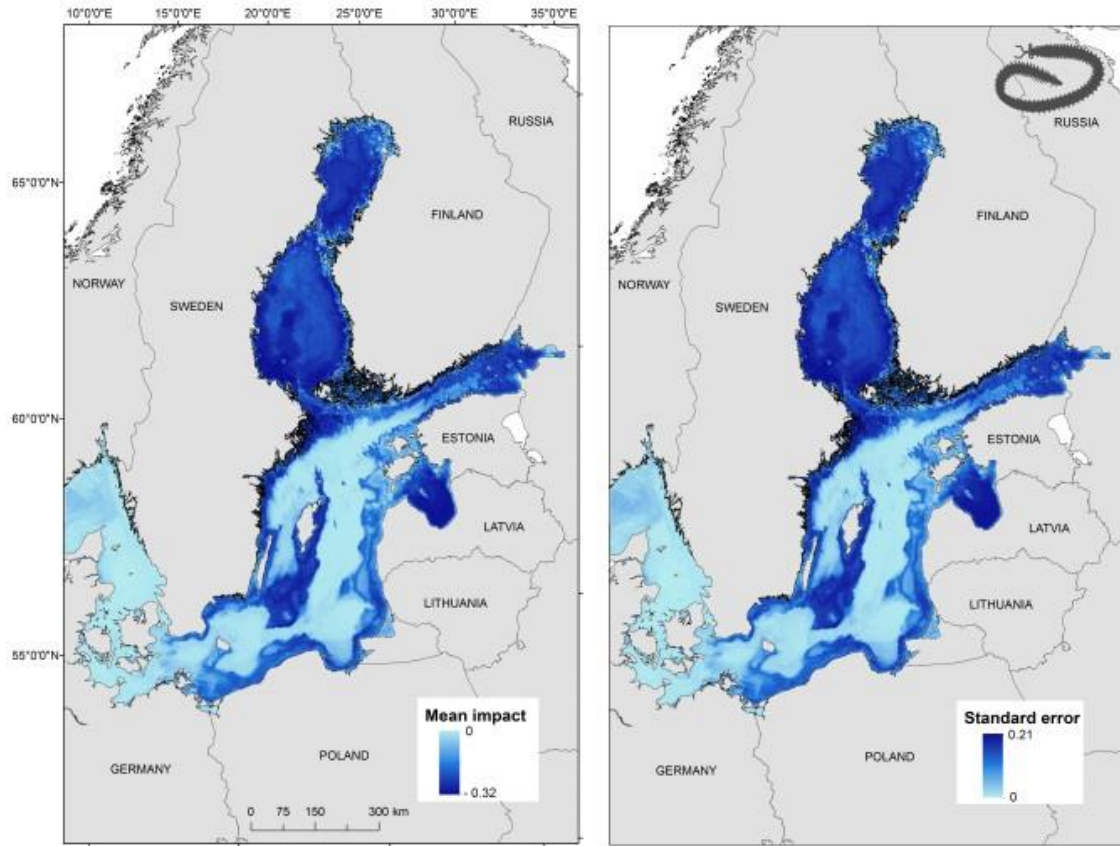 10°0'0"E 15°0'0"E 20°0'0"E 25°0'0"E 30°0'0"E 35°0'0"E
RUSSIA
65°0'0"N
FINLAND
NORWAY
SWEDEN
60°0'0"N
ESTONIA
LATVIA
LITHUANIA
55°0'0"N
Mean impact
0
- 0.32
POLAND
GERMANY
0 75 150 300 km
RUSSIA
FINLAND
NORWAY
SWEDEN
ESTONIA
LATVIA
LITHUANIA
Standard error
0.21
0
POLAND
GERMANY